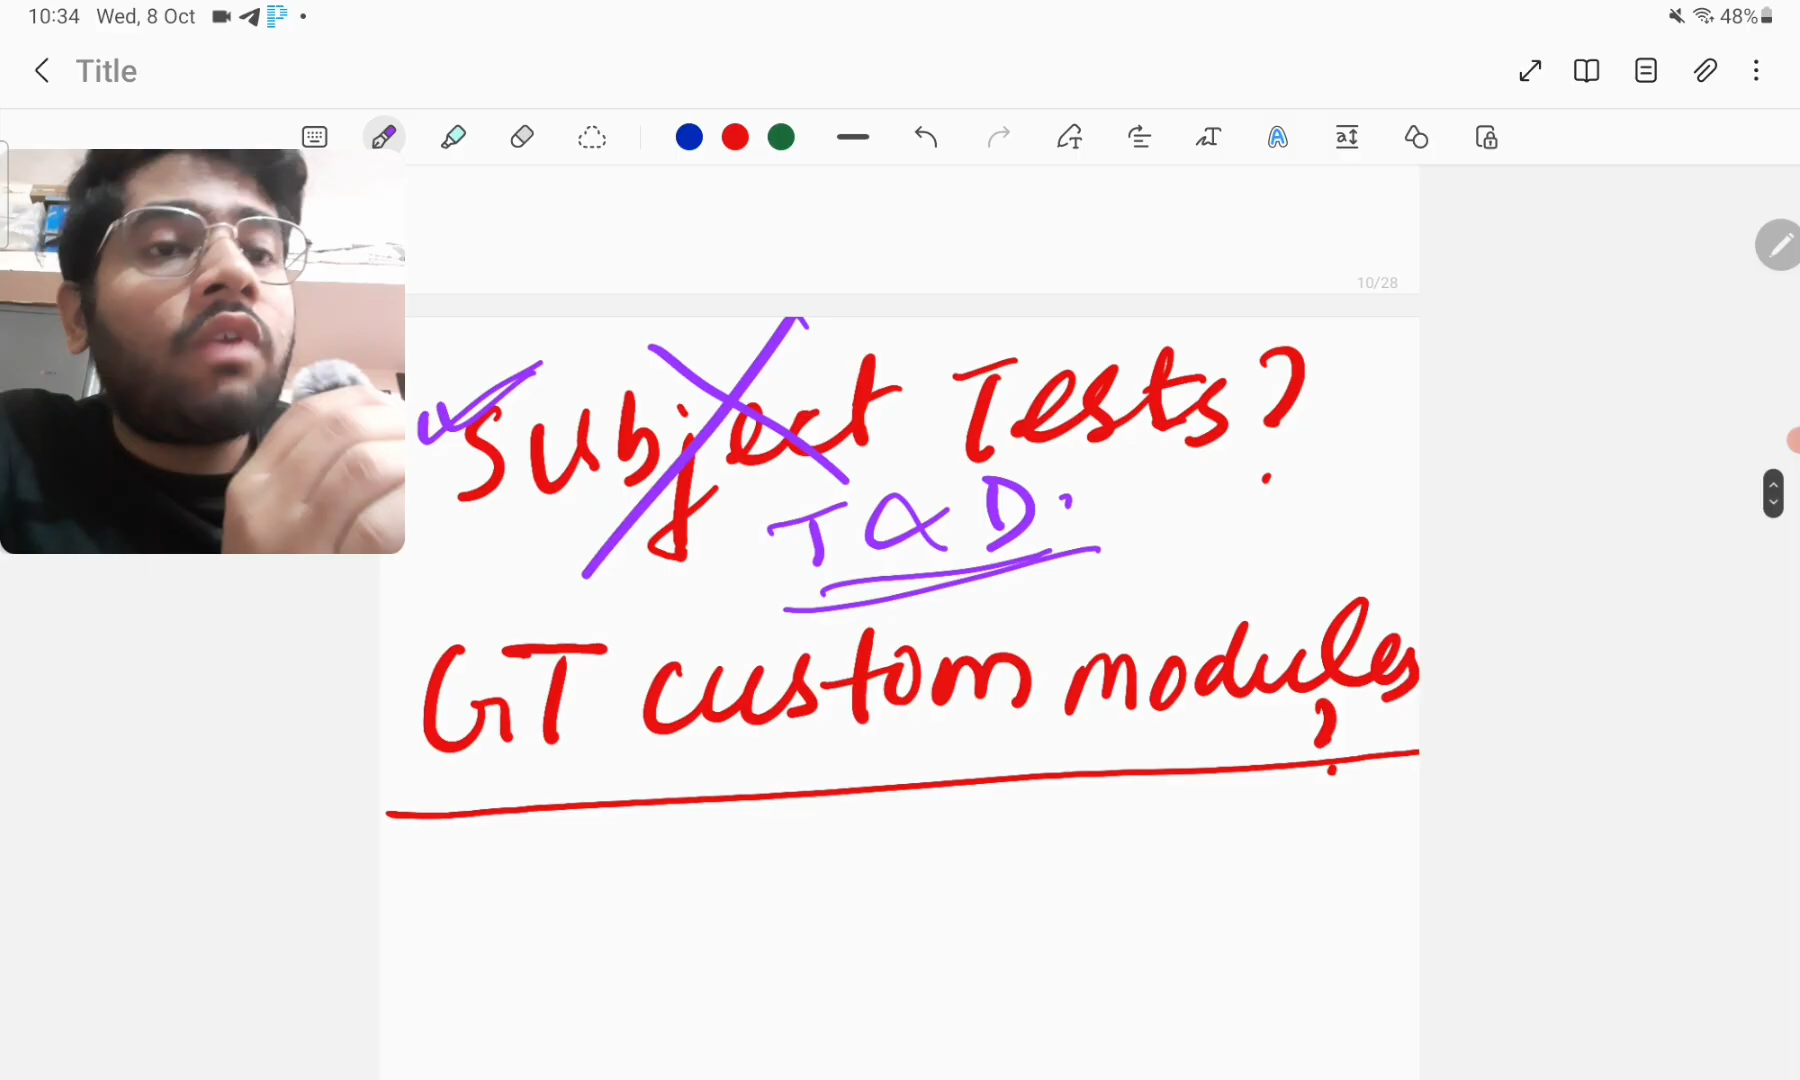 10:34 Wed, 8 Oct 48%
Title
10/28
Subject Tests?
T & D.
GT custom modules
?